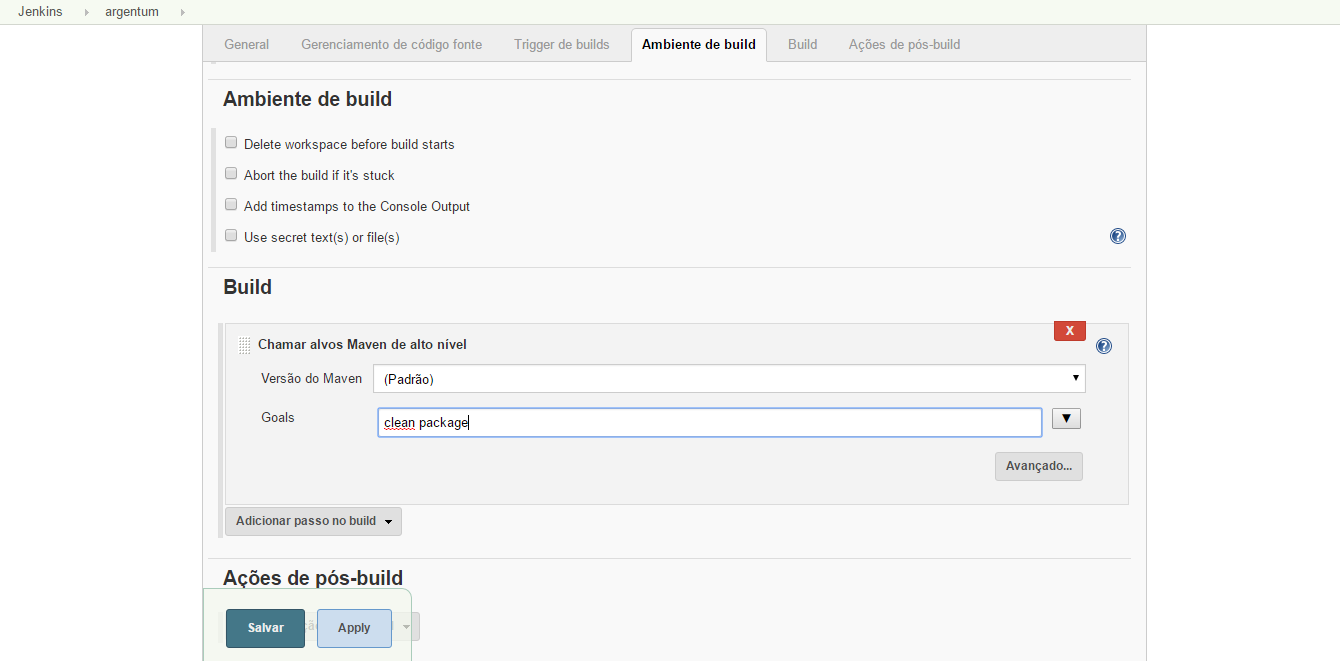 Jenkins argentum
General Gerenciamento de código fonte Trigger de builds Ambiente de build Build Ações de pós-build
Ambiente de build
Delete workspace before build starts
Abort the build if it's stuck
Add timestamps to the Console Output
Use secret text(s) or file(s)
?
Build
X
Chamar alvos Maven de alto nível
?
Versão do Maven (Padrão)
Goals clean package
Avançado...
Adicionar passo no build
Ações de pós-build
Salvar Apply